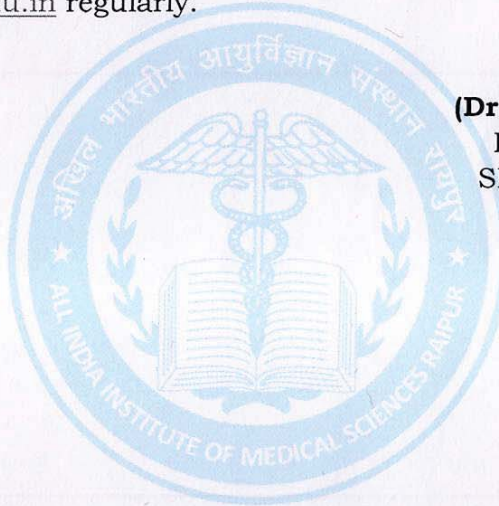 u.in regularly.
अखिल भारतीय आयुर्विज्ञान संस्थान रायपुर
(Dr
ALL INDIA INSTITUTE OF MEDICAL SCIENCES RAIPUR